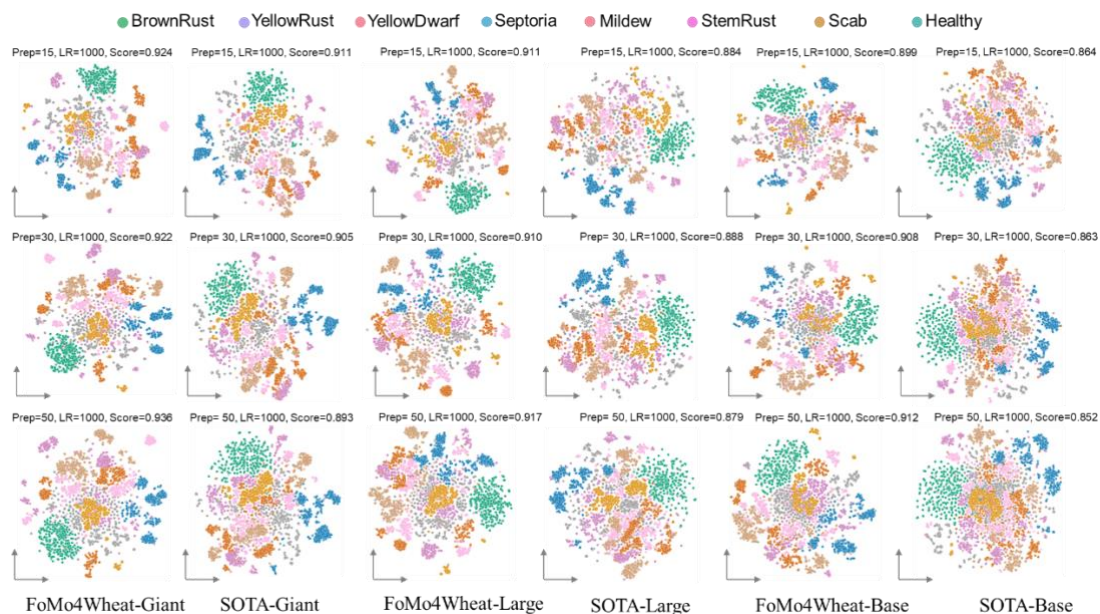 BrownRust YellowRust YellowDwarf Septoria Mildew StemRust Scab Healthy
Prep=15, LR=1000, Score=0.924 Prep=15, LR=1000, Score=0.911 Prep=15, LR=1000, Score=0.911 Prep=15, LR=1000, Score=0.884 Prep=15, LR=1000, Score=0.899 Prep=15, LR=1000, Score=0.864
Prep=30, LR=1000, Score=0.922 Prep= 30, LR=1000, Score=0.905 Prep= 30, LR=1000, Score=0.910 Prep= 30, LR=1000, Score=0.888 Prep= 30, LR=1000, Score=0.908 Prep= 30, LR=1000, Score=0.863
Prep=50, LR=1000, Score=0.936 Prep= 50, LR=1000, Score=0.893 Prep= 50, LR=1000, Score=0.917 Prep= 50, LR=1000, Score=0.879 Prep= 50, LR=1000, Score=0.912 Prep= 50, LR=1000, Score=0.852
FoMo4Wheat-Giant SOTA-Giant FoMo4Wheat-Large SOTA-Large FoMo4Wheat-Base SOTA-Base